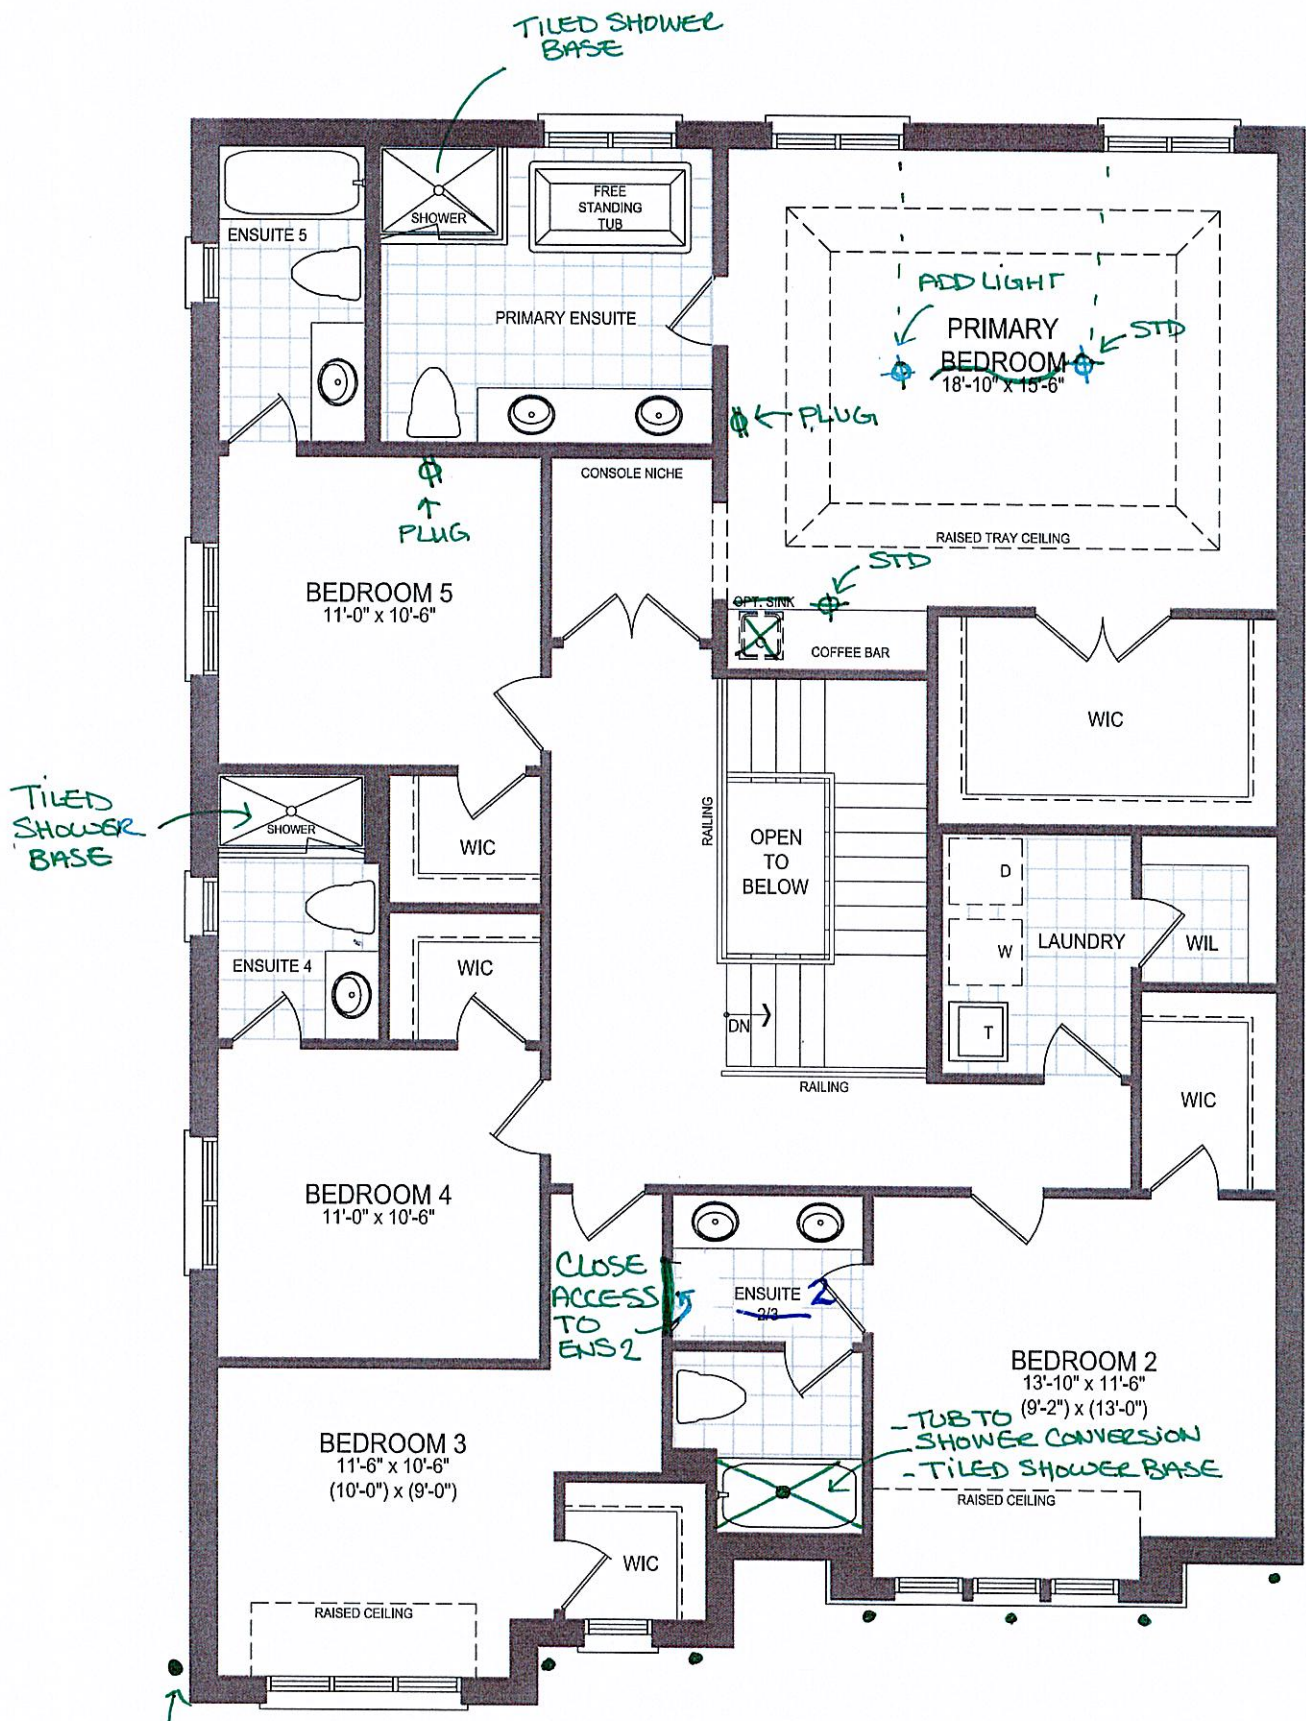 TILED SHOWER
BASE
FREE
STANDING
TUB
SHOWER
ENSUITE 5
PRIMARY ENSUITE
ADD LIGHT
PRIMARY
BEDROOM
18'-10" x 15'-6"
STD
PLUG
CONSOLE NICHE
PLUG
RAISED TRAY CEILING
STD
BEDROOM 5
11'-0" x 10'-6"
OPT. SINK
COFFEE BAR
WIC
TILED
SHOWER
BASE
SHOWER
WIC
RAILING
OPEN
TO
BELOW
D
W
LAUNDRY
WIL
ENSUITE 4
WIC
DN
T
RAILING
WIC
BEDROOM 4
11'-0" x 10'-6"
CLOSE
ACCESS
TO
ENS 2
ENSUITE
2/3
2
BEDROOM 2
13'-10" x 11'-6"
(9'-2") x (13'-0")
- TUB TO
SHOWER CONVERSION
- TILED SHOWER BASE
RAISED CEILING
BEDROOM 3
11'-6" x 10'-6"
(10'-0") x (9'-0")
WIC
RAISED CEILING